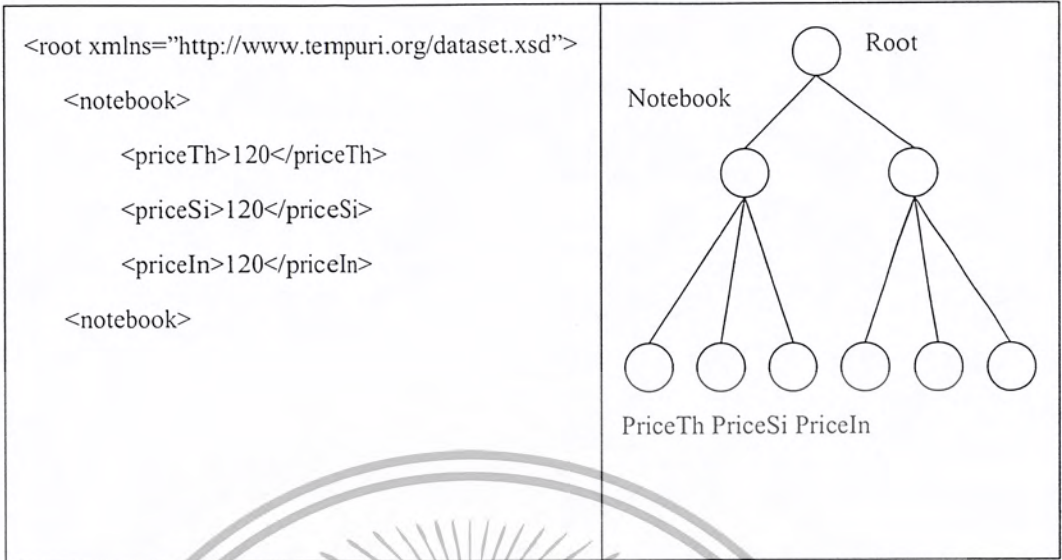 <root xmlns=”http://www.tempuri.org/dataset.xsd”>
<notebook>
<priceTh>120</priceTh>
<priceSi>120</priceSi>
<priceIn>120</priceIn>
<notebook>
Root
Notebook
PriceTh PriceSi PriceIn